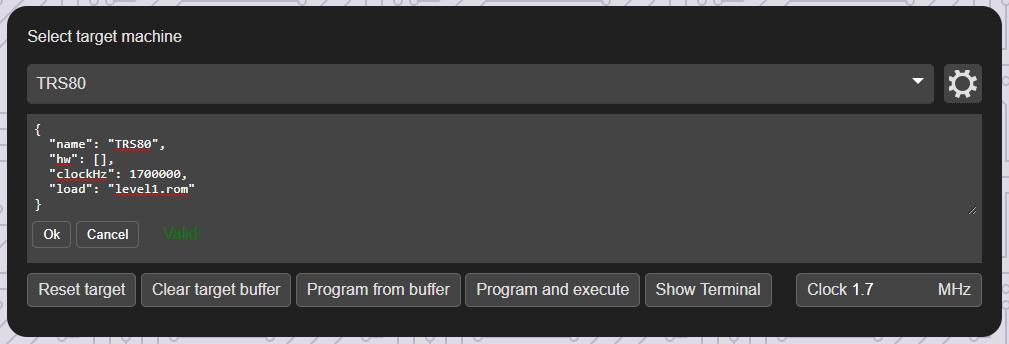 Select target machine
TRS80
{
"name": "TRS80",
"hw": [],
"clockHz": 1700000,
"load": "level1.rom"
}
Ok Cancel Valid
Reset target Clear target buffer Program from buffer Program and execute Show Terminal Clock 1.7 MHz